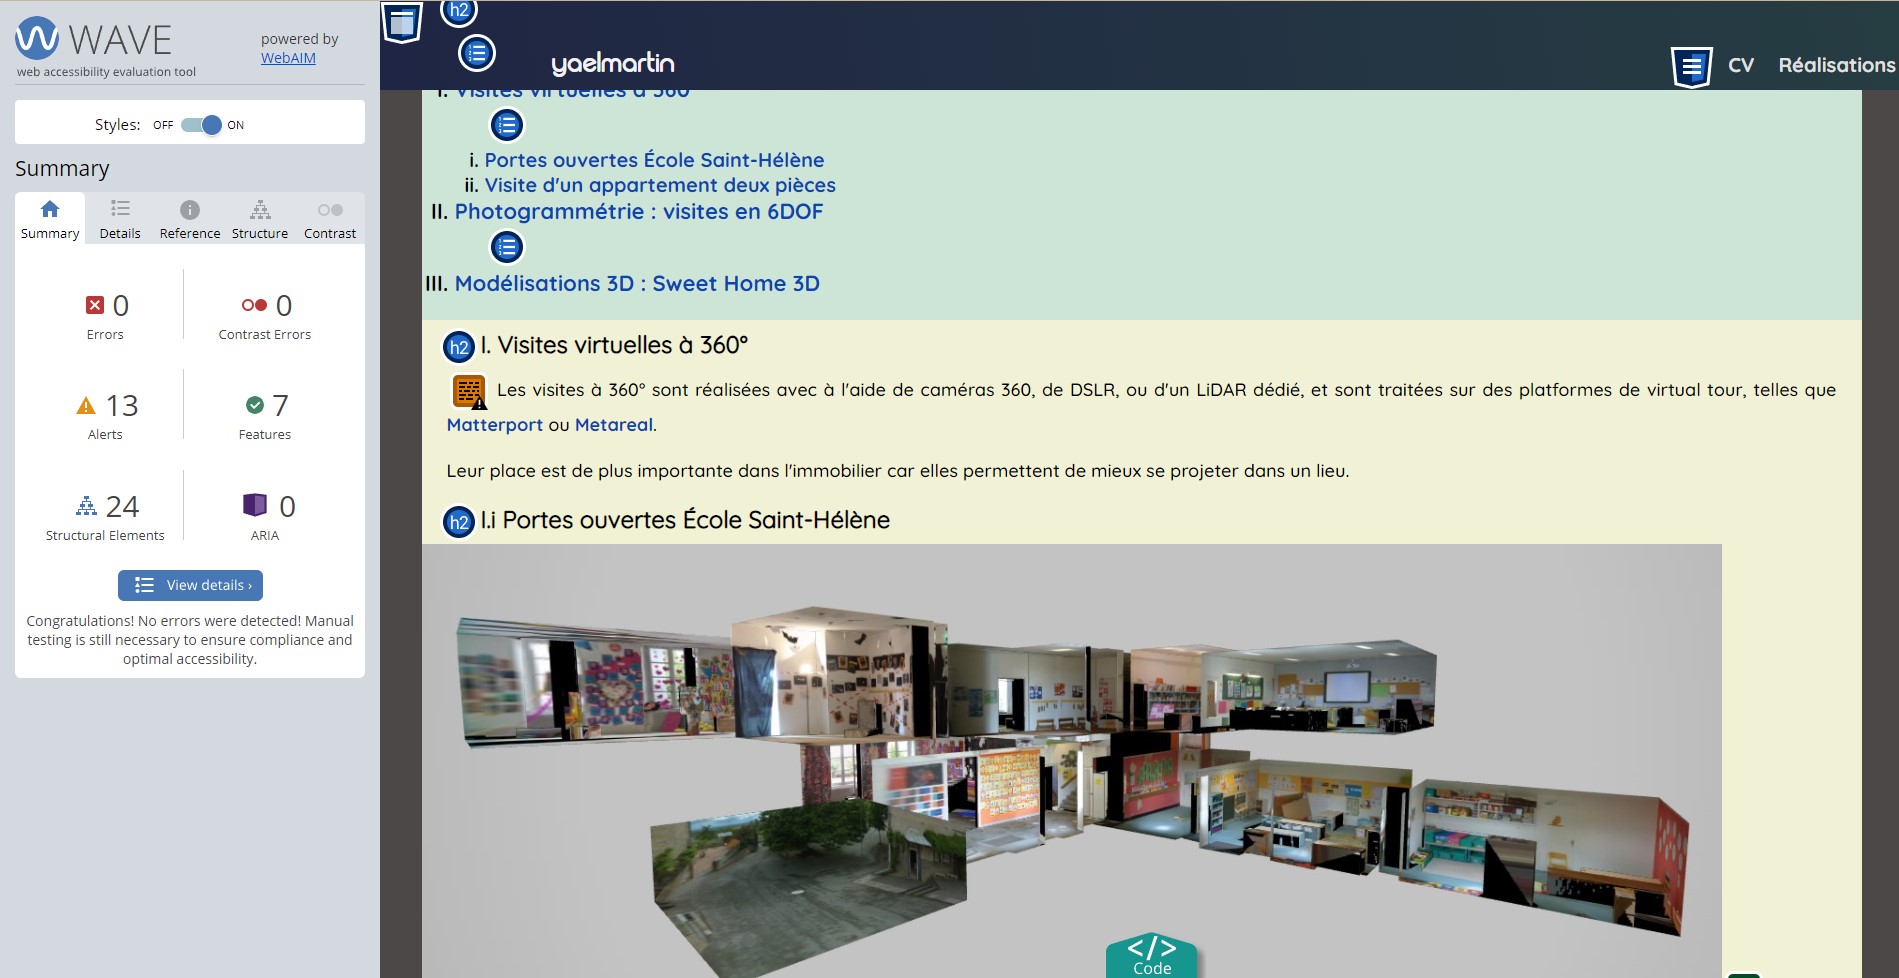 WAVE
powered by
WebAIM
web accessibility evaluation tool
Styles: OFF ON
Summary
Summary Details Reference Structure Contrast
0
Errors
0
Contrast Errors
13
Alerts
7
Features
24
Structural Elements
0
ARIA
View details ›
Congratulations! No errors were detected! Manual
testing is still necessary to ensure compliance and
optimal accessibility.
h2
yaelmartin
CV Réalisations
I. Visites virtuelles à 360°
i. Portes ouvertes École Saint-Hélène
ii. Visite d'un appartement deux pièces
II. Photogrammétrie : visites en 6DOF
III. Modélisations 3D : Sweet Home 3D
h2 I. Visites virtuelles à 360°
Les visites à 360° sont réalisées avec à l'aide de caméras 360, de DSLR, ou d'un LiDAR dédié, et sont traitées sur des platformes de virtual tour, telles que
Matterport ou Metareal.
Leur place est de plus importante dans l'immobilier car elles permettent de mieux se projeter dans un lieu.
h2 I.i Portes ouvertes École Saint-Hélène
</> 
Code